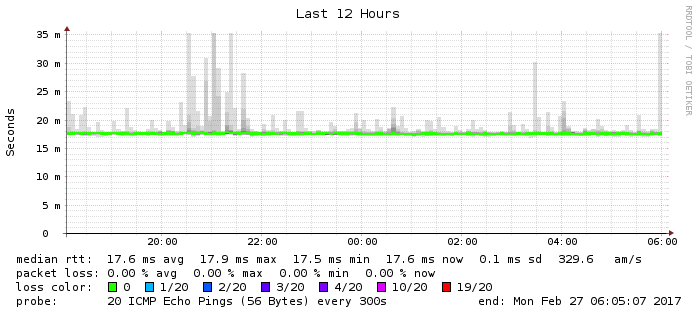 Last 12 Hours
RRDTOOL / TOBI OETIKER
Seconds
35 m
30 m
25 m
20 m
15 m
10 m
5 m
0
20:00 22:00 00:00 02:00 04:00 06:00
median rtt: 17.6 ms avg 17.9 ms max 17.5 ms min 17.6 ms now 0.1 ms sd 329.6 am/s
packet loss: 0.00 % avg 0.00 % max 0.00 % min 0.00 % now
loss color: 0 1/20 2/20 3/20 4/20 10/20 19/20
probe: 20 ICMP Echo Pings (56 Bytes) every 300s end: Mon Feb 27 06:05:07 2017